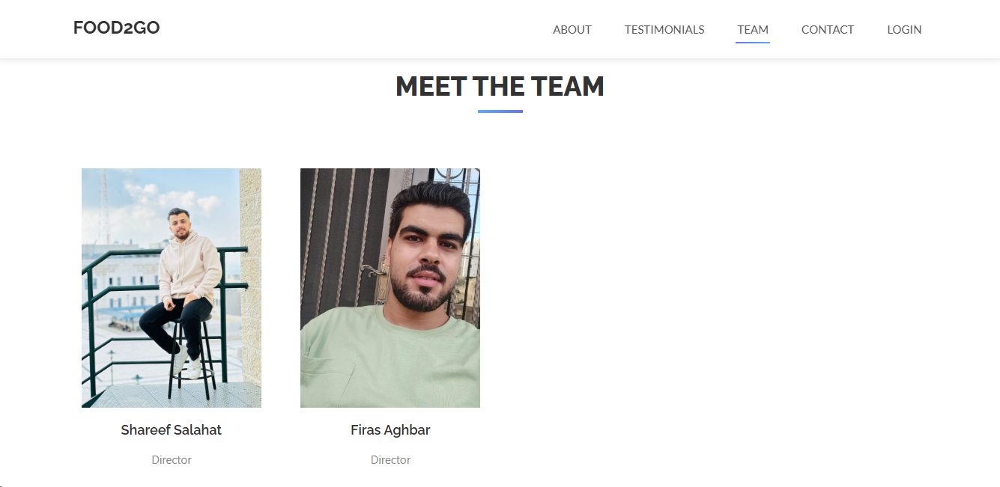 FOOD2GO
ABOUT TESTIMONIALS TEAM CONTACT LOGIN
MEET THE TEAM
Shareef Salahat
Director
Firas Aghbar
Director